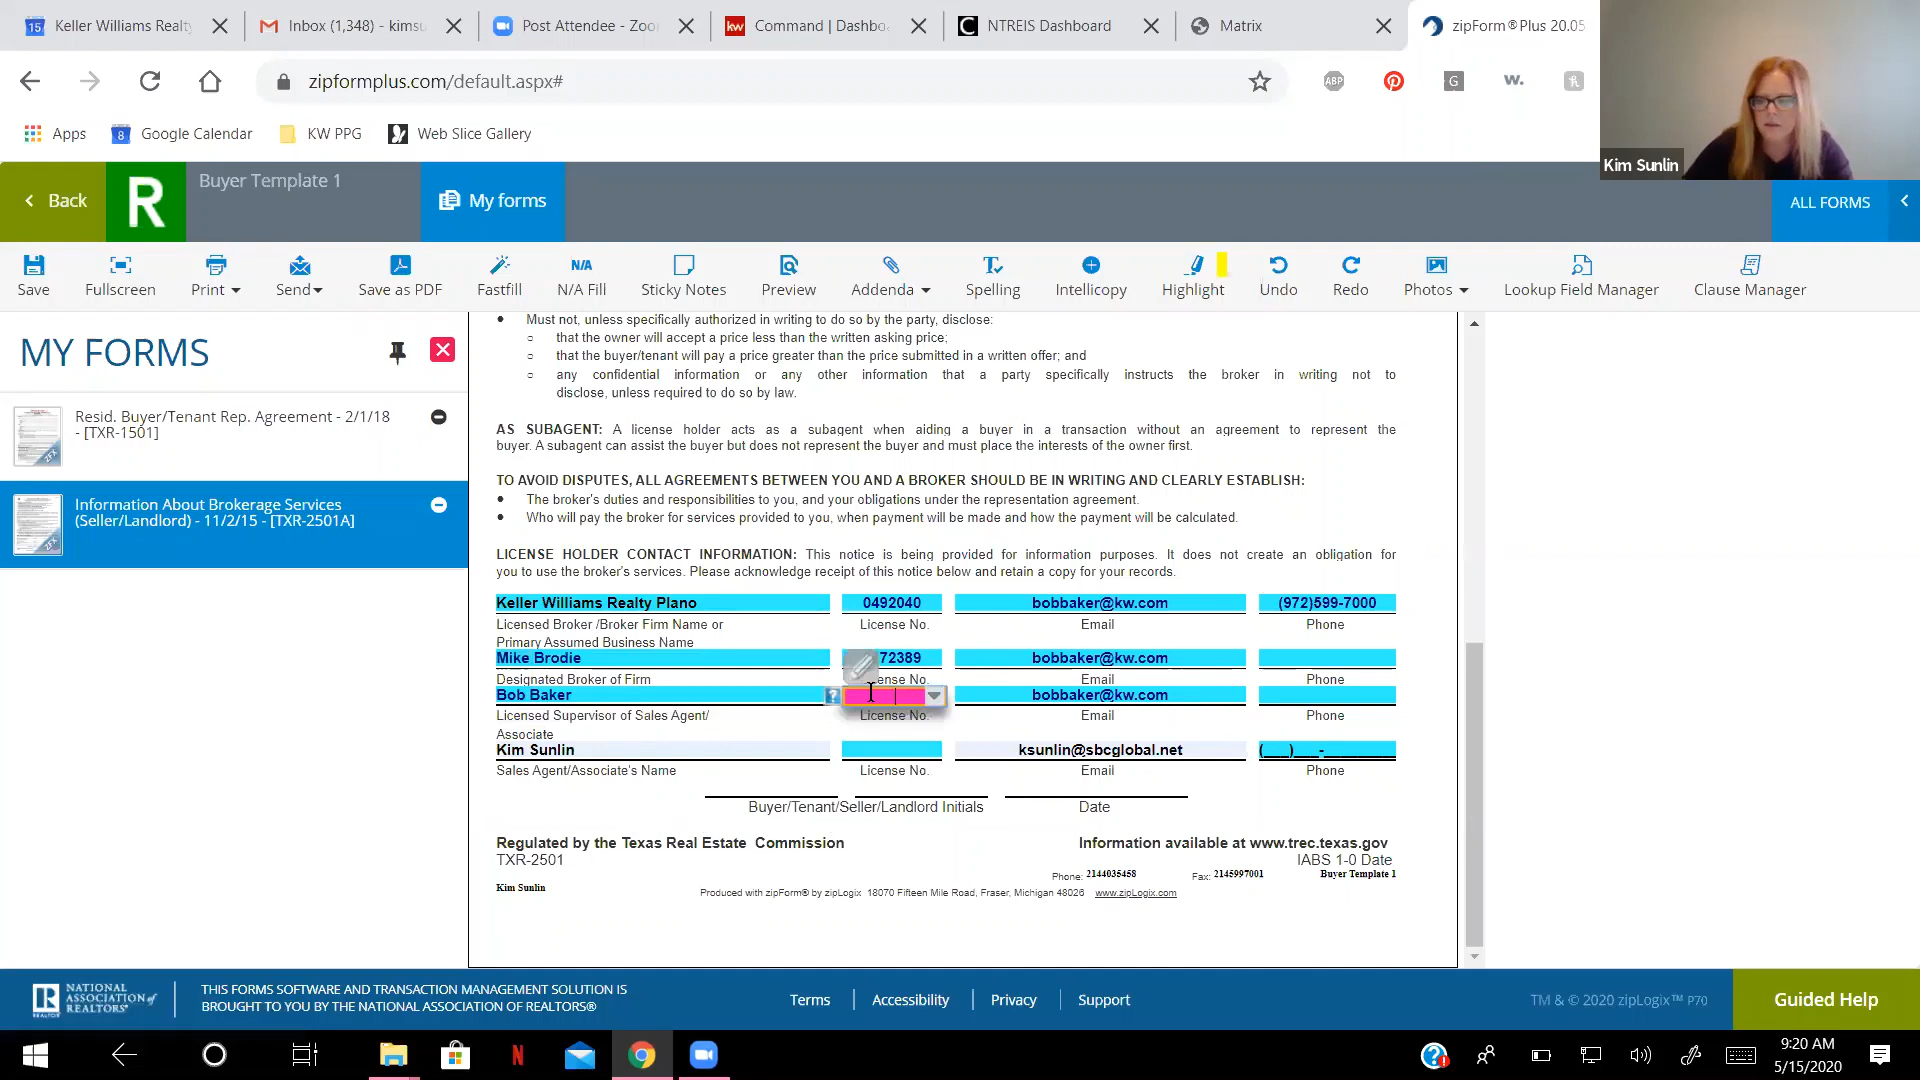 Keller Williams Realty
Inbox (1,348) - kimsu
Post Attendee - Zoo
Command | Dashbo
NTREIS Dashboard
Matrix
zipForm®Plus 20.05
zipformplus.com/default.aspx#
Apps
Google Calendar
KW PPG
Web Slice Gallery
Kim Sunlin
Back
Buyer Template 1
My forms
ALL FORMS
Save
Fullscreen
Print
Send
Save as PDF
Fastfill
N/A
N/A Fill
Sticky Notes
Preview
Addenda
Spelling
Intellicopy
Highlight
Undo
Redo
Photos
Lookup Field Manager
Clause Manager
MY FORMS
Resid. Buyer/Tenant Rep. Agreement - 2/1/18
- [TXR-1501]
Information About Brokerage Services
(Seller/Landlord) - 11/2/15 - [TXR-2501A]
Must not, unless specifically authorized in writing to do so by the party, disclose:
that the owner will accept a price less than the written asking price;
that the buyer/tenant will pay a price greater than the price submitted in a written offer; and
any confidential information or any other information that a party specifically instructs the broker in writing not to
disclose, unless required to do so by law.
AS SUBAGENT: A license holder acts as a subagent when aiding a buyer in a transaction without an agreement to represent the
buyer. A subagent can assist the buyer but does not represent the buyer and must place the interests of the owner first.
TO AVOID DISPUTES, ALL AGREEMENTS BETWEEN YOU AND A BROKER SHOULD BE IN WRITING AND CLEARLY ESTABLISH:
The broker's duties and responsibilities to you, and your obligations under the representation agreement.
Who will pay the broker for services provided to you, when payment will be made and how the payment will be calculated.
LICENSE HOLDER CONTACT INFORMATION: This notice is being provided for information purposes. It does not create an obligation for
you to use the broker's services. Please acknowledge receipt of this notice below and retain a copy for your records.
Keller Williams Realty Plano 0492040 bobbaker@kw.com (972)599-7000
Licensed Broker /Broker Firm Name or License No. Email Phone
Primary Assumed Business Name
Mike Brodie 72389 bobbaker@kw.com
Designated Broker of Firm ense No. Email Phone
Bob Baker bobbaker@kw.com
Licensed Supervisor of Sales Agent/ License No. Email Phone
Associate
Kim Sunlin ksunlin@sbcglobal.net (___)___-____
Sales Agent/Associate's Name License No. Email Phone
Buyer/Tenant/Seller/Landlord Initials Date
Regulated by the Texas Real Estate Commission Information available at www.trec.texas.gov
TXR-2501 IABS 1-0 Date
Phone: 2144035458 Fax: 2145997001 Buyer Template 1
Kim Sunlin
Produced with zipForm® by zipLogix 18070 Fifteen Mile Road, Fraser, Michigan 48026 www.zipLogix.com
NATIONAL
ASSOCIATION of
REALTORS®
THIS FORMS SOFTWARE AND TRANSACTION MANAGEMENT SOLUTION IS
BROUGHT TO YOU BY THE NATIONAL ASSOCIATION OF REALTORS®
Terms
Accessibility
Privacy
Support
TM & © 2020 zipLogix™ P70
Guided Help
9:20 AM
5/15/2020